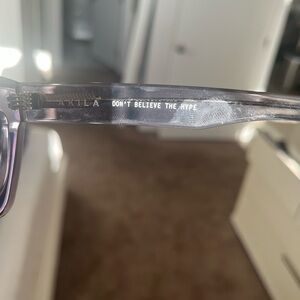 AKILA DON'T BELIEVE THE HYPE